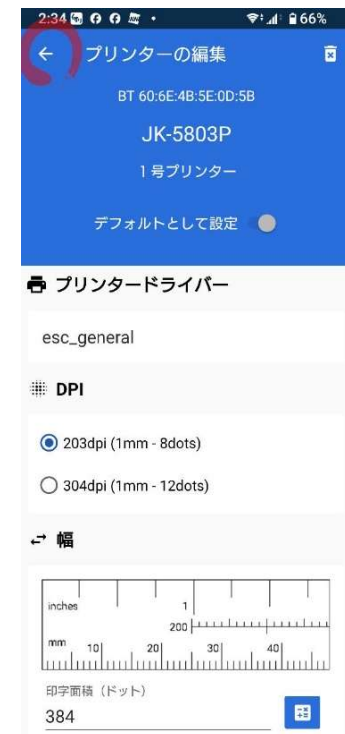 2:34 66%
プリンターの編集
BT 60:6E:4B:5E:0D:5B
JK-5803P
1号プリンター
デフォルトとして設定
プリンタードライバー
esc_general
DPI
203dpi (1mm - 8dots)
304dpi (1mm - 12dots)
幅
inches 1
200
mm 10 20 30 40
印字面積（ドット）
384